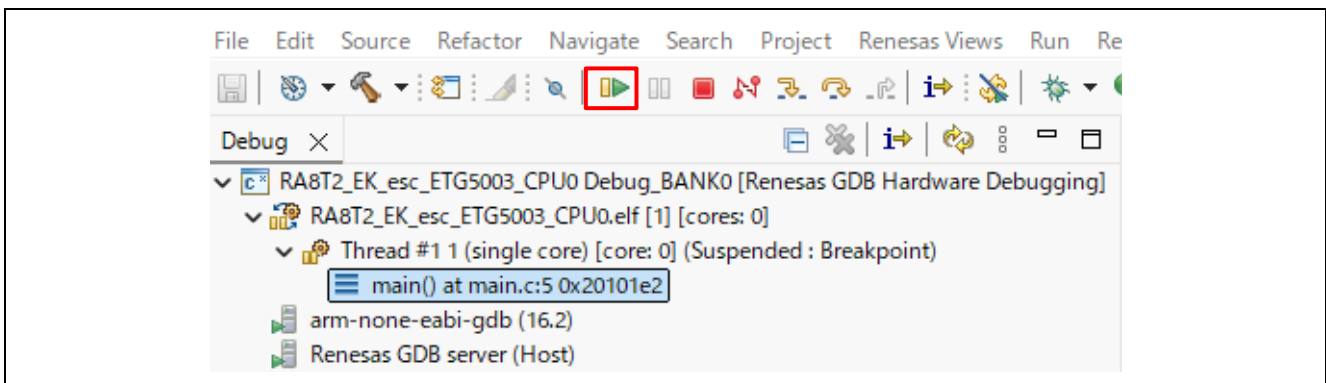 File Edit Source Refactor Navigate Search Project Renesas Views Run Re
Debug
RA8T2_EK_esc_ETG5003_CPU0 Debug_BANK0 [Renesas GDB Hardware Debugging]
RA8T2_EK_esc_ETG5003_CPU0.elf [1] [cores: 0]
Thread #1 1 (single core) [core: 0] (Suspended : Breakpoint)
main() at main.c:5 0x20101e2
arm-none-eabi-gdb (16.2)
Renesas GDB server (Host)